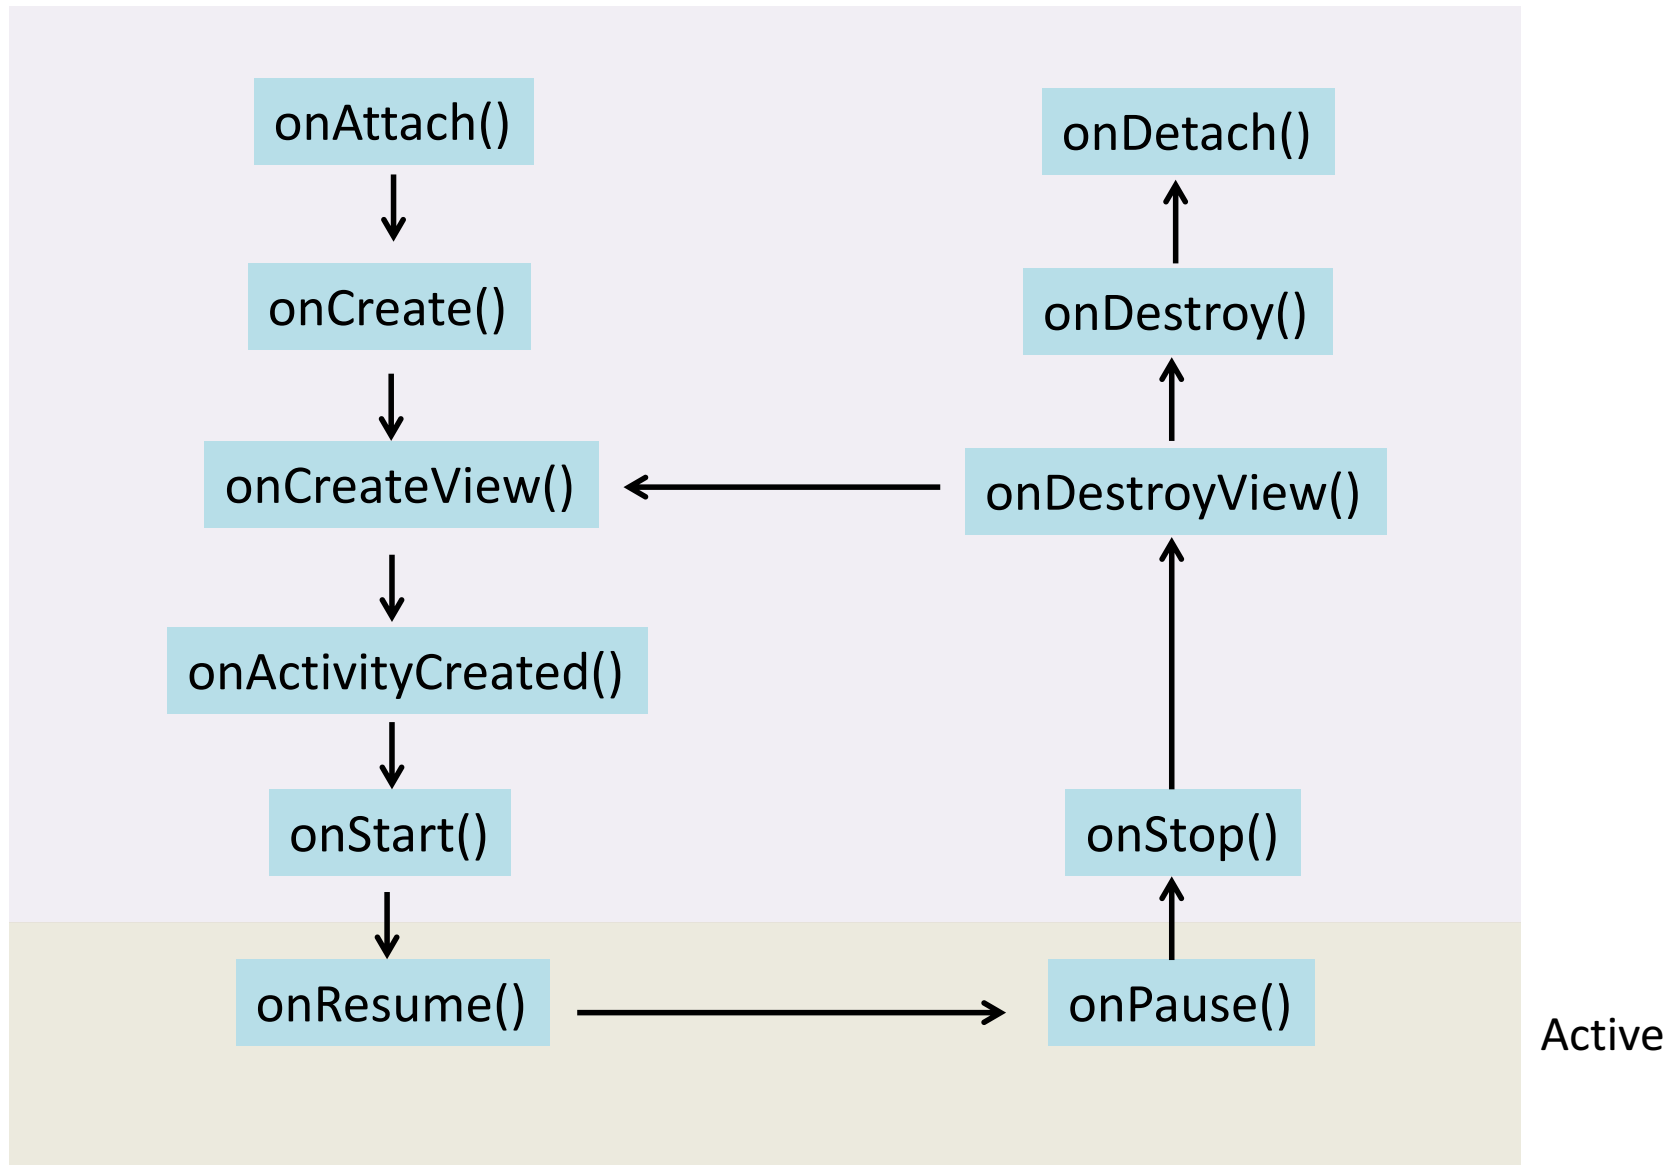 onAttach()
onCreate()
onCreateView()
onActivityCreated()
onStart()
onResume()
onDetach()
onDestroy()
onDestroyView()
onStop()
onPause()
Active